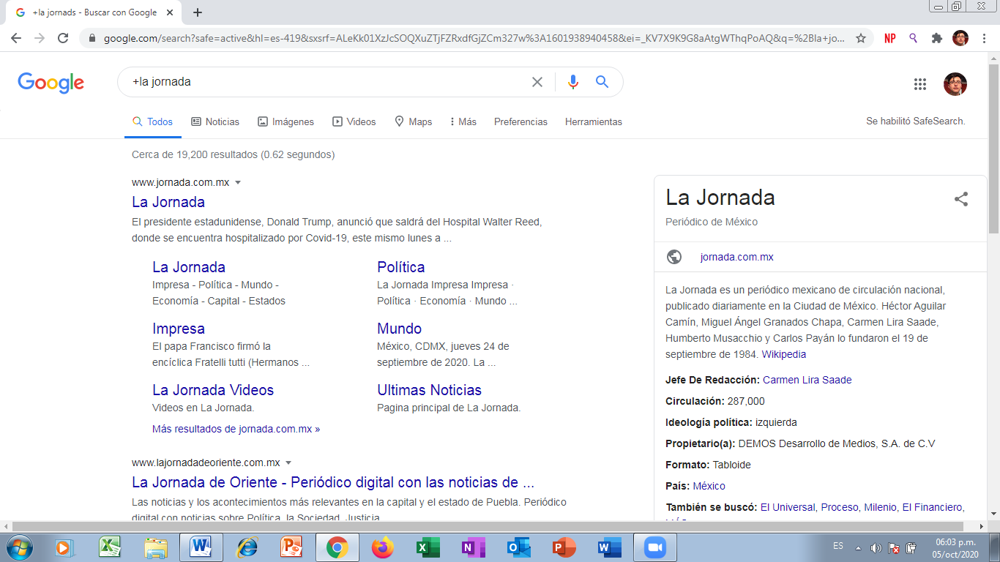 +la jornads - Buscar con Google
google.com/search?safe=active&hl=es-419&sxsrf=ALeKk01XzJcSOQXuZTjFZRxdfGjZCm327w%3A1601938940458&ei=_KV7X9K9G8aAtgWThqPoAQ&q=%2Bla+jo...
NP
Google
+la jornada
Todos
Noticias
Imágenes
Videos
Maps
Más
Preferencias
Herramientas
Se habilitó SafeSearch.
Cerca de 19,200 resultados (0.62 segundos)
www.jornada.com.mx
La Jornada
El presidente estadunidense, Donald Trump, anunció que saldrá del Hospital Walter Reed,
donde se encuentra hospitalizado por Covid-19, este mismo lunes a ...
La Jornada
Impresa - Política - Mundo -
Economía - Capital - Estados
Política
La Jornada Impresa Impresa ·
Política · Economía · Mundo ...
Impresa
El papa Francisco firmó la
encíclica Fratelli tutti (Hermanos ...
Mundo
México, CDMX, jueves 24 de
septiembre de 2020. La ...
La Jornada Videos
Videos en La Jornada.
Ultimas Noticias
Pagina principal de La Jornada.
Más resultados de jornada.com.mx »
www.lajornadadeoriente.com.mx
La Jornada de Oriente - Periódico digital con las noticias de ...
Las noticias y los acontecimientos más relevantes en la capital y el estado de Puebla. Periódico
digital con noticias sobre Política, la Sociedad, Justicia
La Jornada
Periódico de México
jornada.com.mx
La Jornada es un periódico mexicano de circulación nacional,
publicado diariamente en la Ciudad de México. Héctor Aguilar
Camín, Miguel Ángel Granados Chapa, Carmen Lira Saade,
Humberto Musacchio y Carlos Payán lo fundaron el 19 de
septiembre de 1984. Wikipedia
Jefe De Redacción: Carmen Lira Saade
Circulación: 287,000
Ideología política: izquierda
Propietario(a): DEMOS Desarrollo de Medios, S.A. de C.V
Formato: Tabloide
País: México
También se buscó: El Universal, Proceso, Milenio, El Financiero,
ES
06:03 p.m.
05/oct/2020